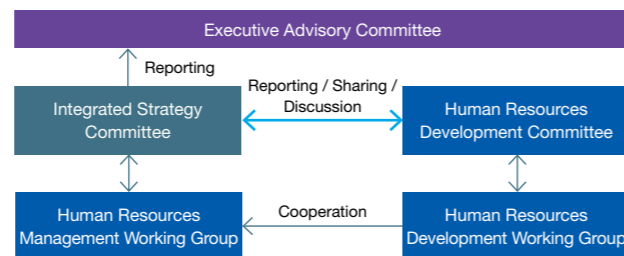 Executive Advisory Committee
Reporting
Reporting / Sharing /
Discussion
Integrated Strategy
Committee
Human Resources
Development Committee
Human Resources
Management Working Group
Cooperation
Human Resources
Development Working Group